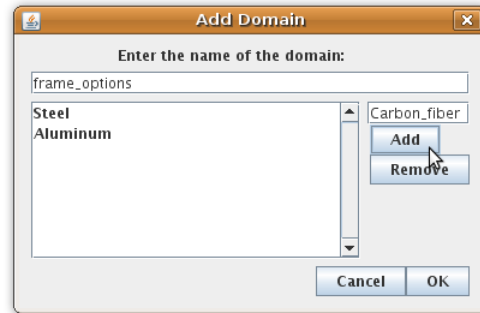 Add Domain
Enter the name of the domain:
frame_options
Steel
Aluminum
Carbon_fiber
Add
Remove
Cancel
OK